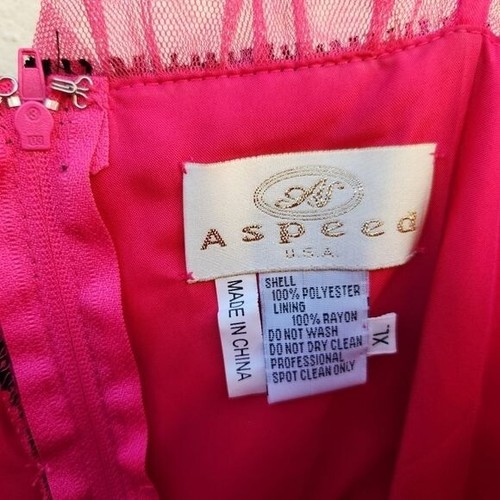 Aspeed
U.S.A.
MADE IN CHINA
SHELL
100% POLYESTER
LINING
100% RAYON
DO NOT WASH
DO NOT DRY CLEAN
PROFESSIONAL
SPOT CLEAN ONLY
XL